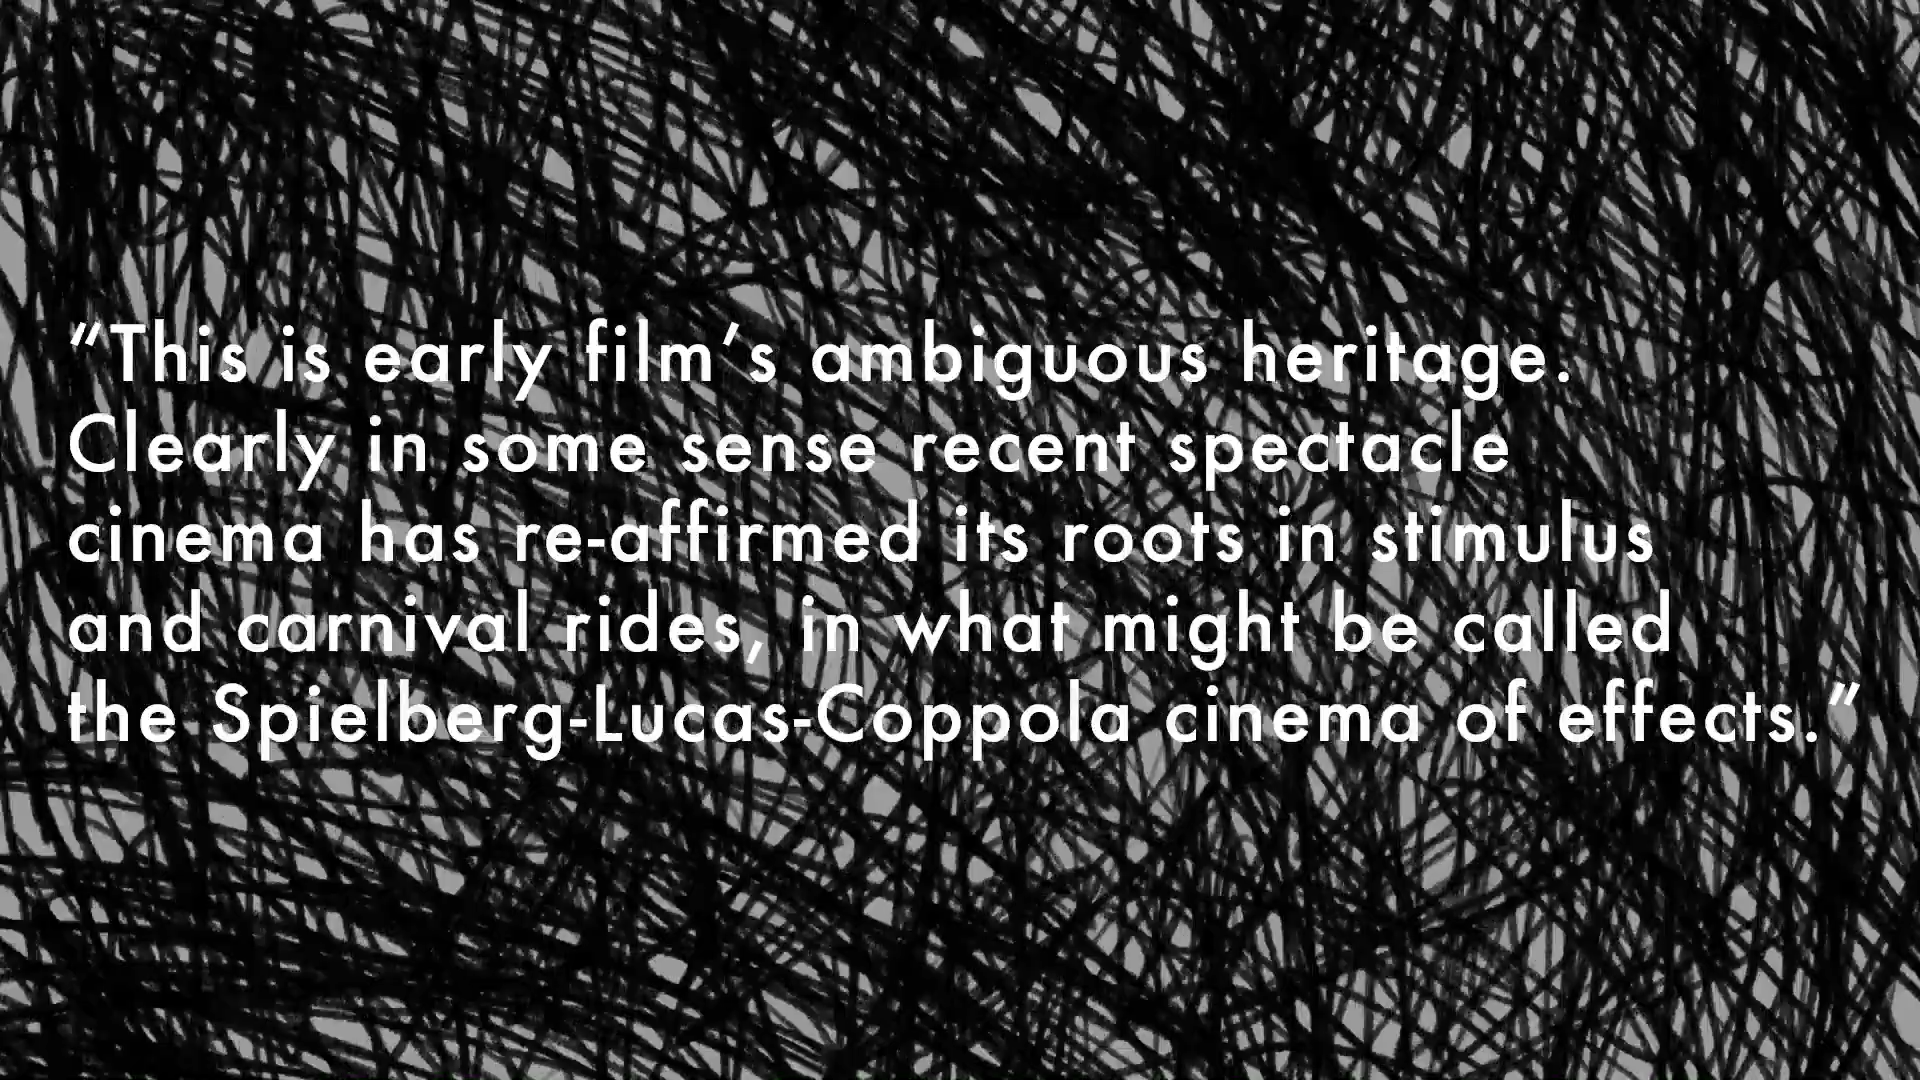 “This is early film’s ambiguous heritage.
Clearly in some sense recent spectacle
cinema has re-affirmed its roots in stimulus
and carnival rides, in what might be called
the Spielberg-Lucas-Coppola cinema of effects.”